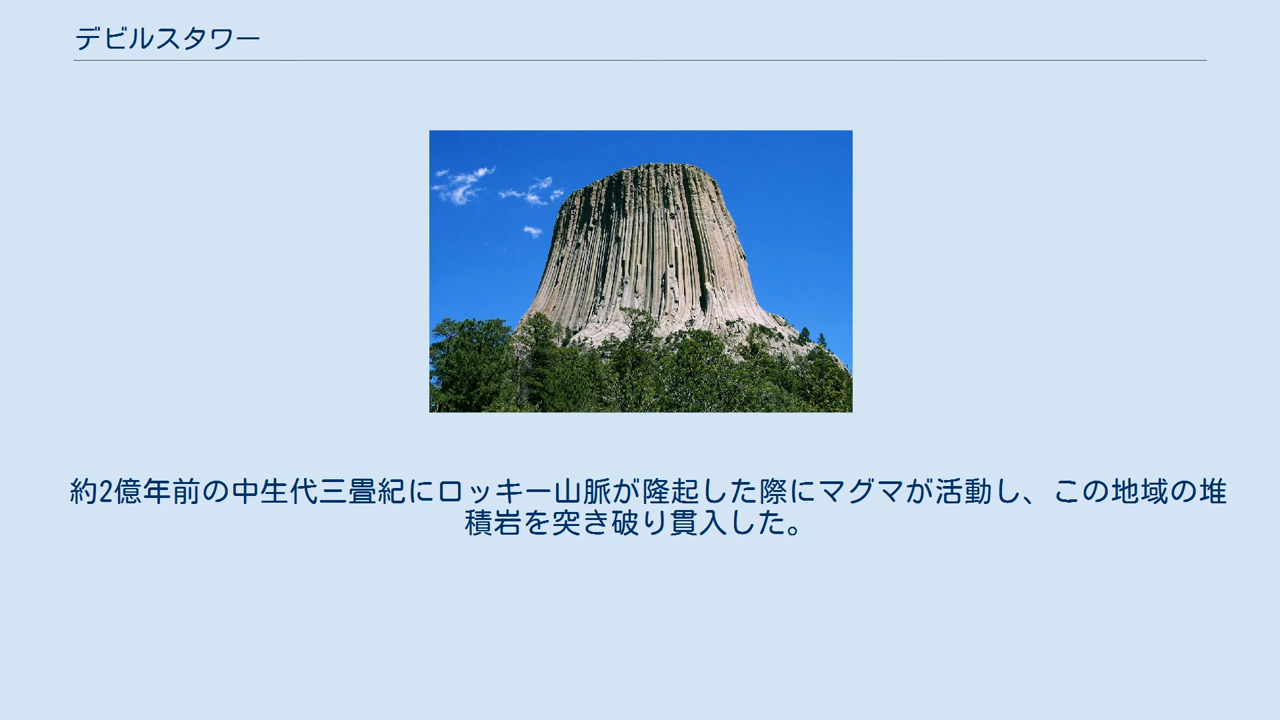 デビルスタワー
約2億年前の中生代三畳紀にロッキー山脈が隆起した際にマグマが活動し、この地域の堆
積岩を突き破り貫入した。